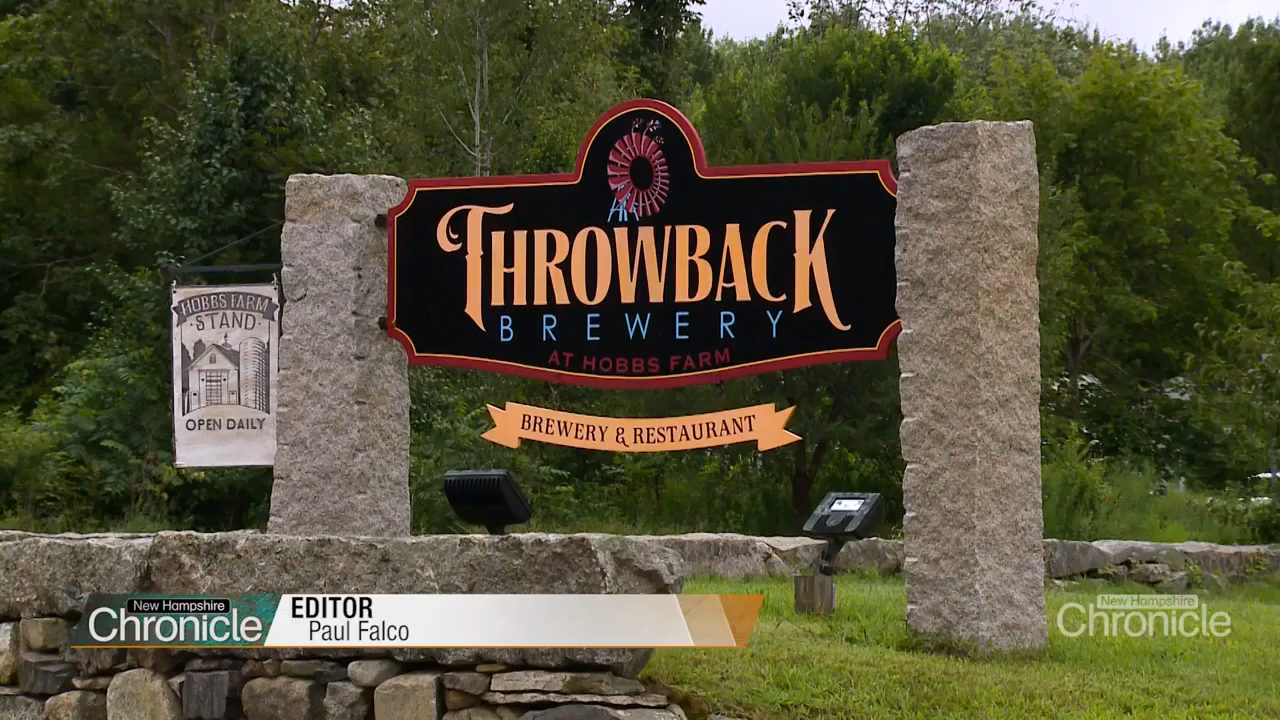 HOBBS FARM
STAND
OPEN DAILY
THROWBACK
BREWERY
AT HOBBS FARM
BREWERY & RESTAURANT
New Hampshire
Chronicle
EDITOR
Paul Falco
New Hampshire
Chronicle